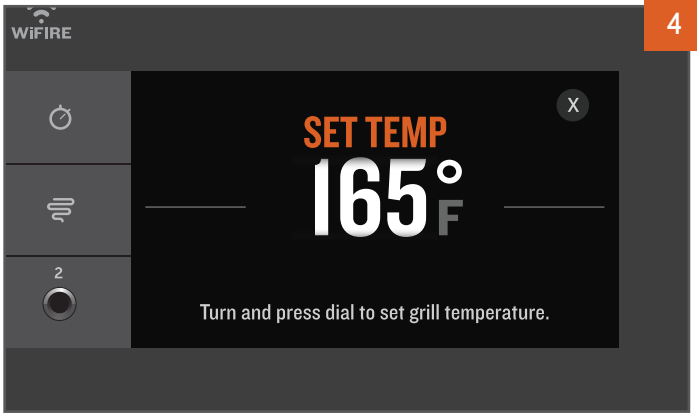 4
WiFIRE
X
SET TEMP
165°F
2
Turn and press dial to set grill temperature.